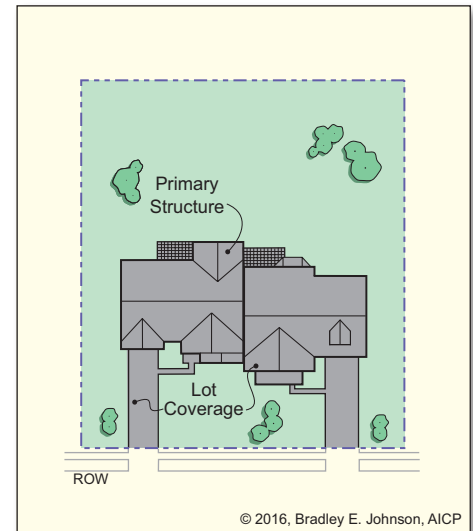 Primary
Structure
Lot
Coverage
ROW
© 2016, Bradley E. Johnson, AICP